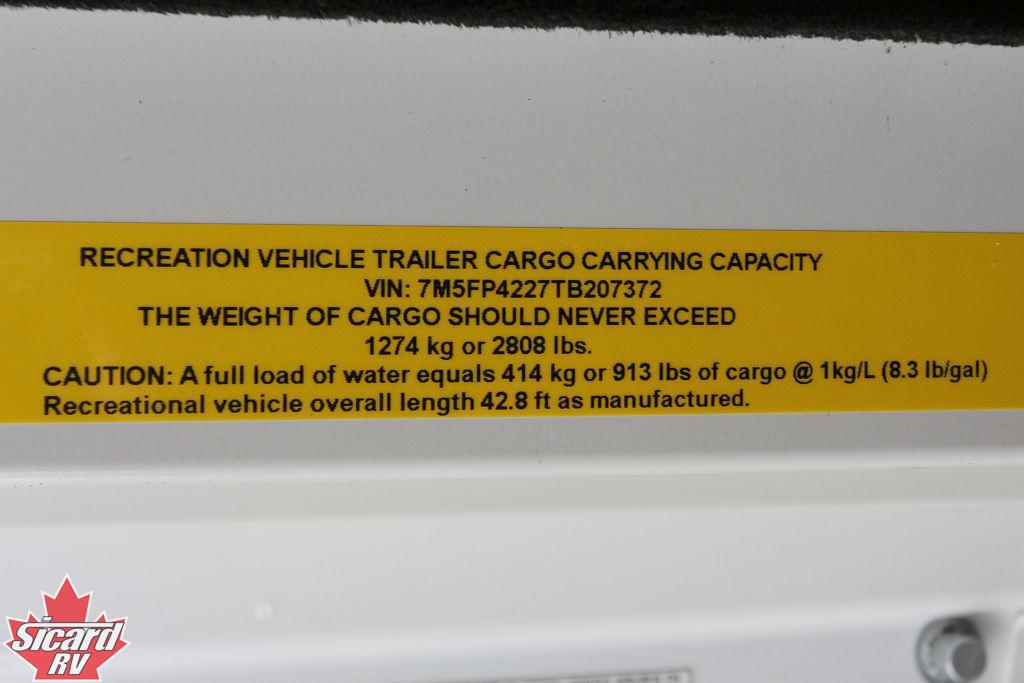 RECREATION VEHICLE TRAILER CARGO CARRYING CAPACITY
VIN: 7M5FP4227TB207372
THE WEIGHT OF CARGO SHOULD NEVER EXCEED
1274 kg or 2808 lbs.
CAUTION: A full load of water equals 414 kg or 913 lbs of cargo @ 1kg/L (8.3 lb/gal)
Recreational vehicle overall length 42.8 ft as manufactured.
Sicard
RV